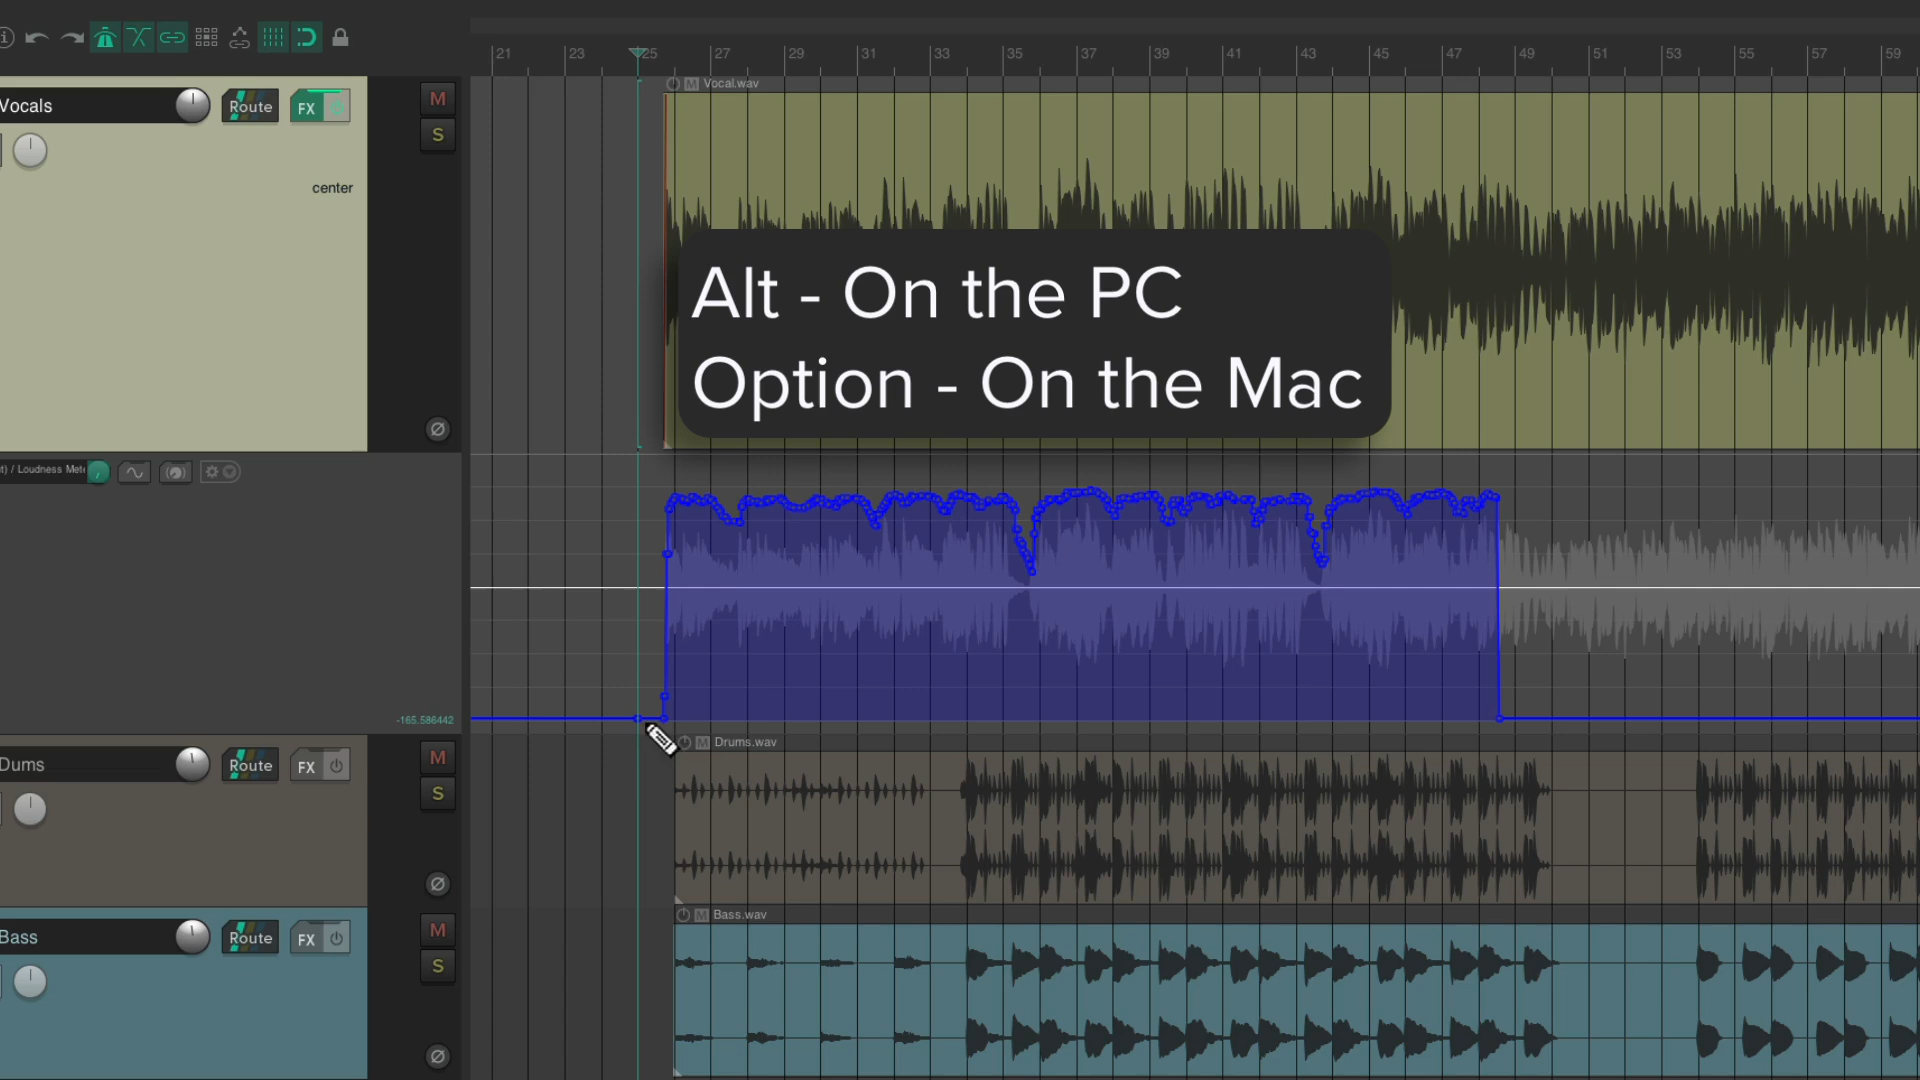 21 23 25 27 29 31 33 35 37 39 41 43 45 47 49 51 53 55 57 59
Vocals Route FX M
S
center
M Vocal.wav
Alt - On the PC
Option - On the Mac
t) / Loudness Mete
-165.586442
M Drums.wav
Dums Route FX M
S
M Bass.wav
Bass Route FX M
S